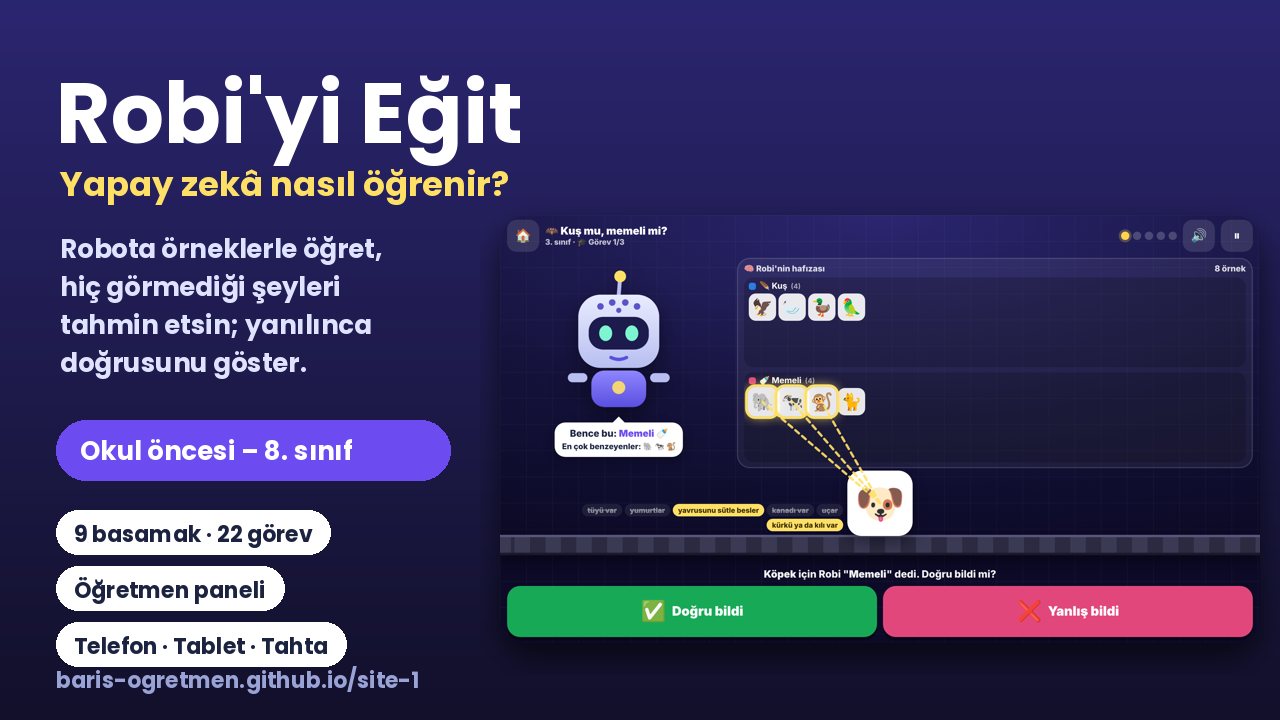 Robi'yi Eğit
Yapay zekâ nasıl öğrenir?
Robota örneklerle öğret,
hiç görmediği şeyleri
tahmin etsin; yanılınca
doğrusunu göster.
Okul öncesi – 8. sınıf
9 basamak · 22 görev
Öğretmen paneli
Telefon · Tablet · Tahta
baris-ogretmen.github.io/site-1
Kuş mu, memeli mi?
3. sınıf · Görev 1/3
Robi'nin hafızası
8 örnek
Kuş (4)
Memeli (4)
Bence bu: Memeli
En çok benzeyenler:
tüyü var
yumurtlar
yavrusunu sütle besler
kanadı var
uçar
kürkü ya da kılı var
Köpek için Robi "Memeli" dedi. Doğru bildi mi?
Doğru bildi
Yanlış bildi